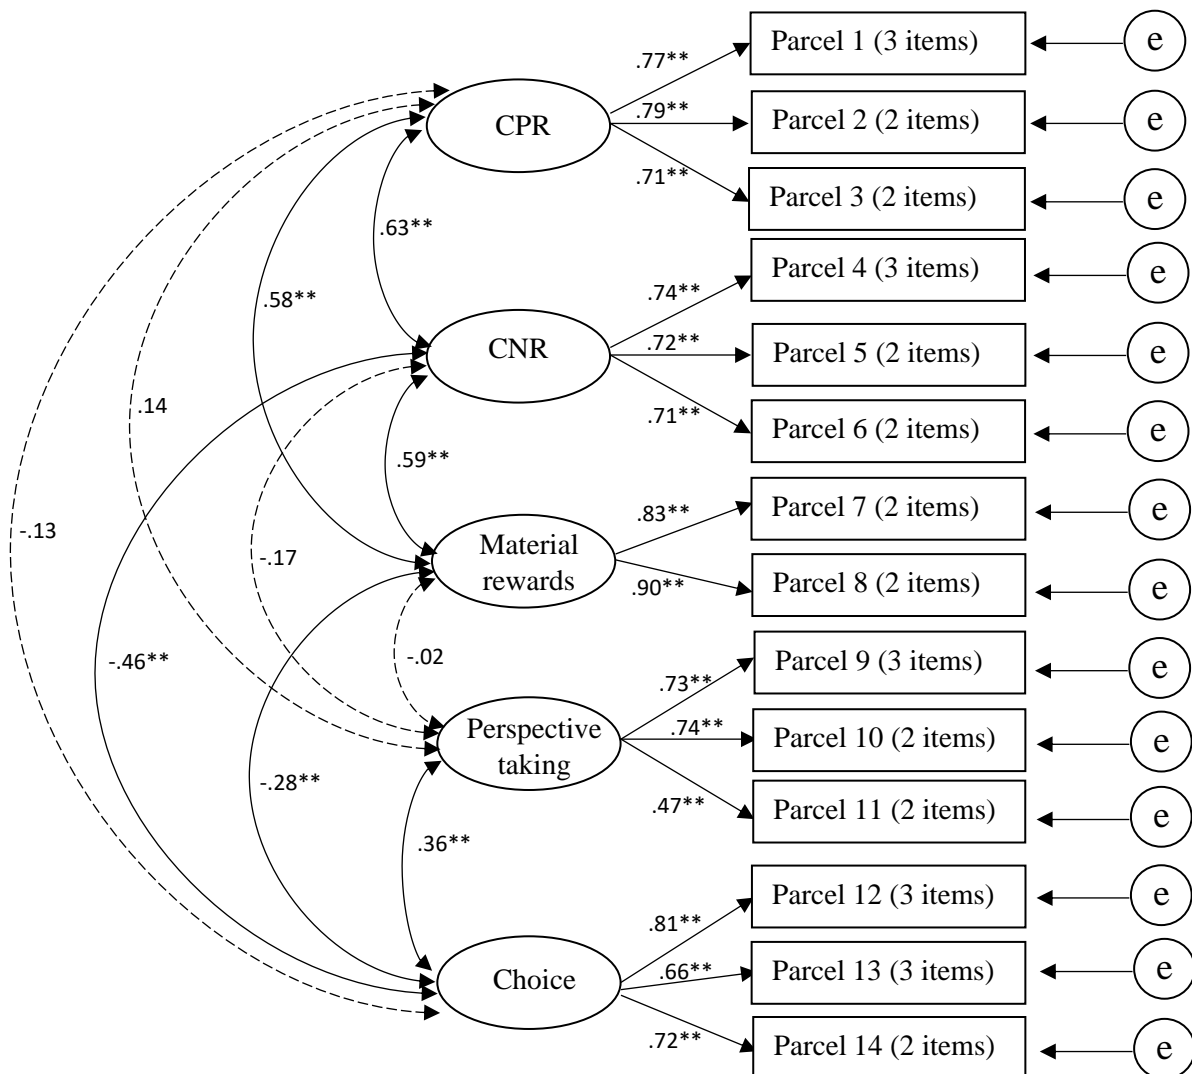 Parcel 1 (3 items)
e
.77**
CPR
.79**
Parcel 2 (2 items)
e
.71**
Parcel 3 (2 items)
e
.63**
Parcel 4 (3 items)
e
.74**
.58**
CNR
.72**
Parcel 5 (2 items)
e
.14
.71**
Parcel 6 (2 items)
e
.59**
.83**
Parcel 7 (2 items)
e
-.13
-.17
Material
rewards
.90**
Parcel 8 (2 items)
e
-.46**
-.02
.73**
Parcel 9 (3 items)
e
Perspective
taking
.74**
Parcel 10 (2 items)
e
-.28**
.47**
Parcel 11 (2 items)
e
.36**
.81**
Parcel 12 (3 items)
e
Choice
.66**
Parcel 13 (3 items)
e
.72**
Parcel 14 (2 items)
e